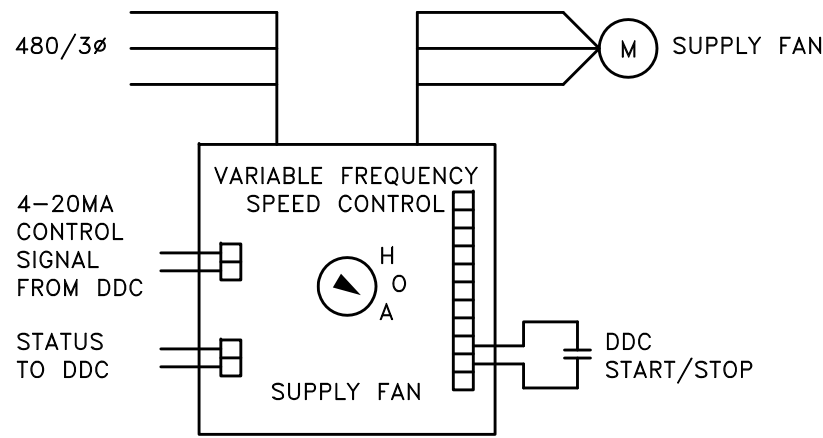 480/3ø
M
SUPPLY FAN
VARIABLE FREQUENCY
SPEED CONTROL
4-20MA
CONTROL
SIGNAL
FROM DDC
H
O
A
STATUS
TO DDC
DDC
START/STOP
SUPPLY FAN